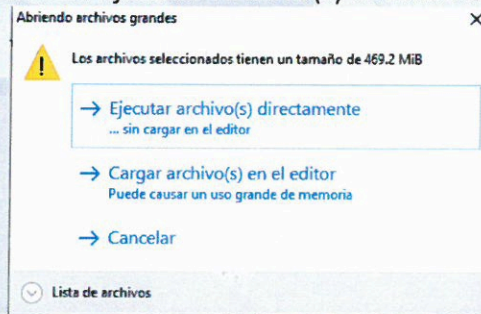 Abriendo archivos grandes
Los archivos seleccionados tienen un tamaño de 469.2 MiB
→ Ejecutar archivo(s) directamente
... sin cargar en el editor
→ Cargar archivo(s) en el editor
Puede causar un uso grande de memoria
→ Cancelar
Lista de archivos